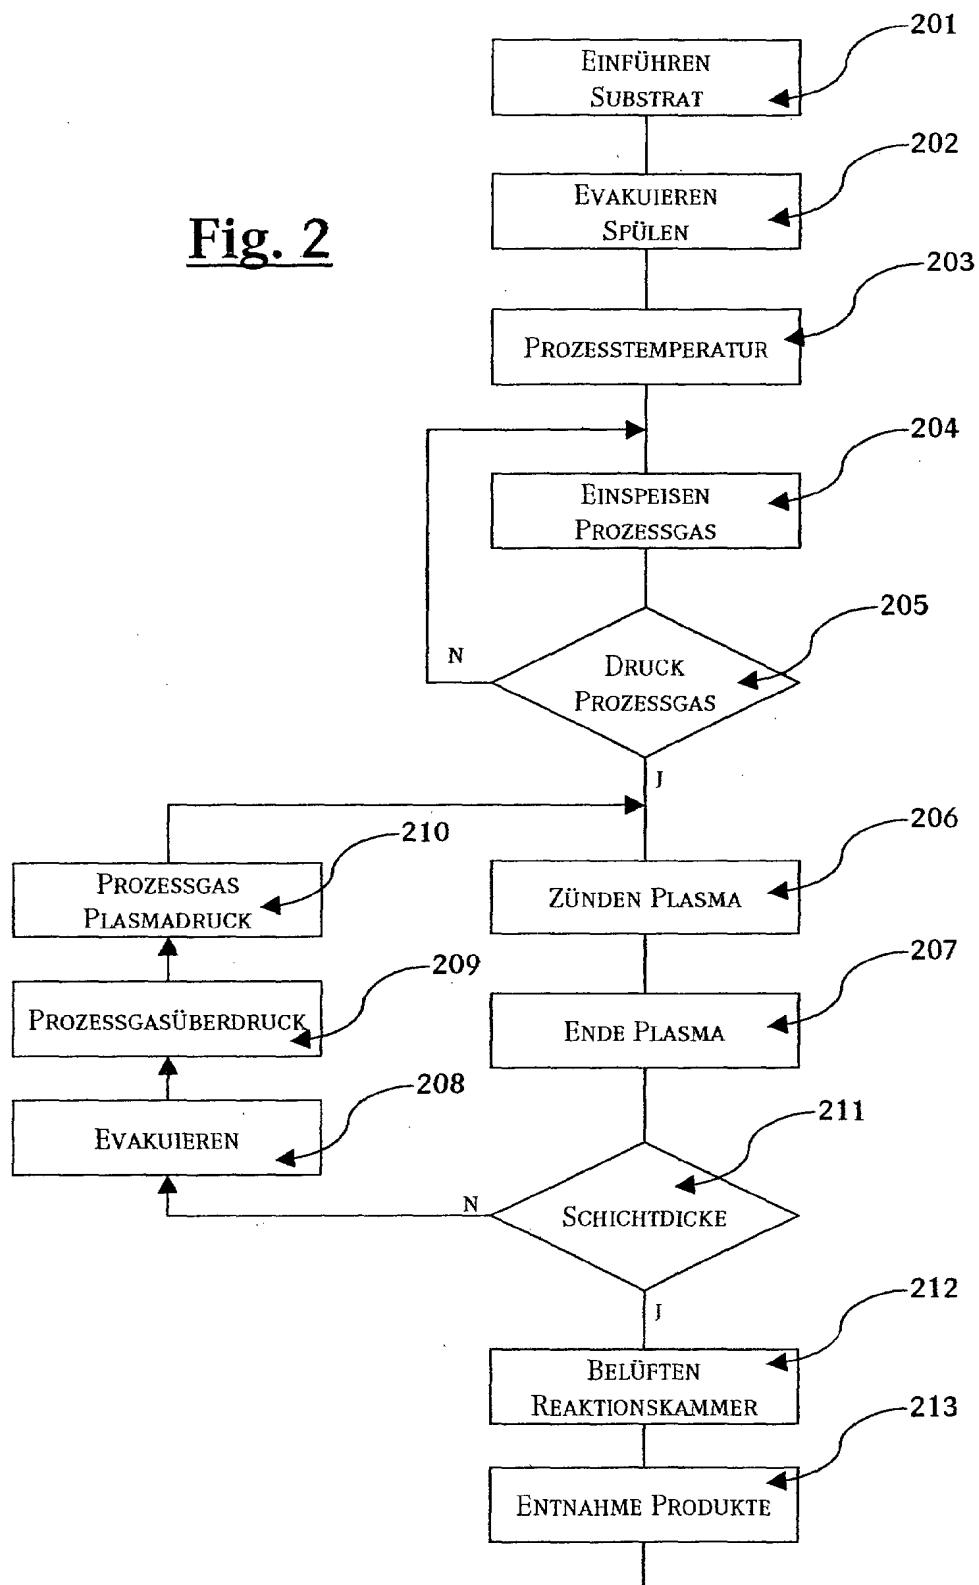 201
EINFÜHREN
SUBSTRAT
202
EVAKUIEREN
SPÜLEN
Fig. 2
203
PROZESSTEMPERATUR
204
EINSPEISEN
PROZESSGAS
205
N
DRUCK
PROZESSGAS
J
206
210
ZÜNDEN PLASMA
PROZESSGAS
PLASMADRUCK
207
209
ENDE PLASMA
PROZESSGASÜBERDRUCK
208
211
EVAKUIEREN
N
SCHICHTDICKE
J
212
BELÜFTEN
REAKTIONSKAMMER
213
ENTNAHME PRODUKTE